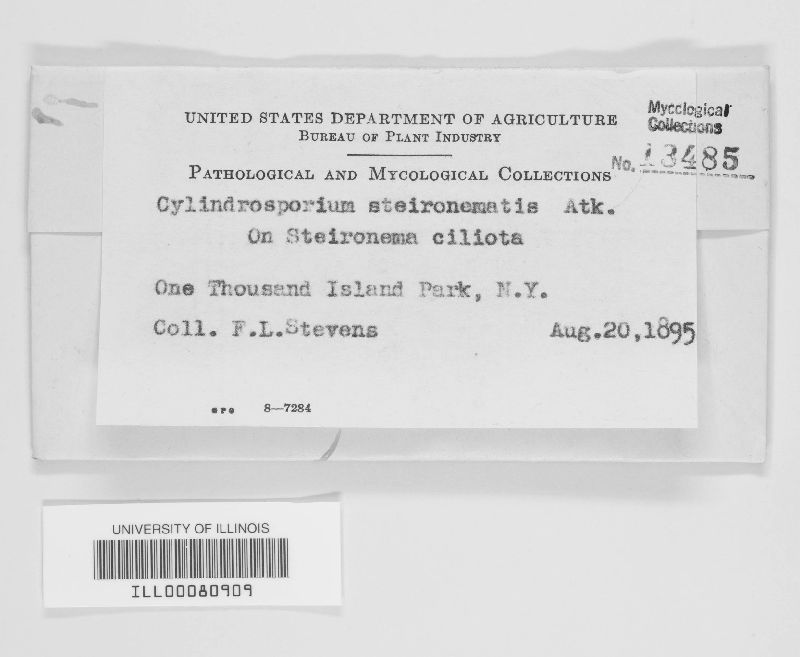 UNITED STATES DEPARTMENT OF AGRICULTURE
BUREAU OF PLANT INDUSTRY
Mycological
Collections
No. 13485
PATHOLOGICAL AND MYCOLOGICAL COLLECTIONS
Cylindrosporium steironematis Atk.
On Steironema ciliota
One Thousand Island Park, N.Y.
Coll. F.L.Stevens Aug.20,1895
GPO 8—7284
UNIVERSITY OF ILLINOIS
ILL00080909